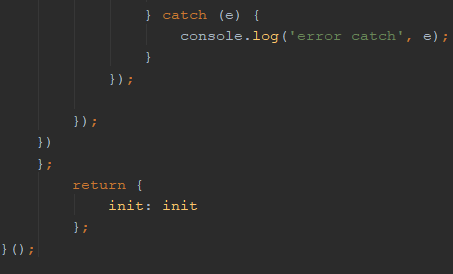 } catch (e) {
console.log('error catch', e);
}
});
});
})
};
return {
init: init
};
}();